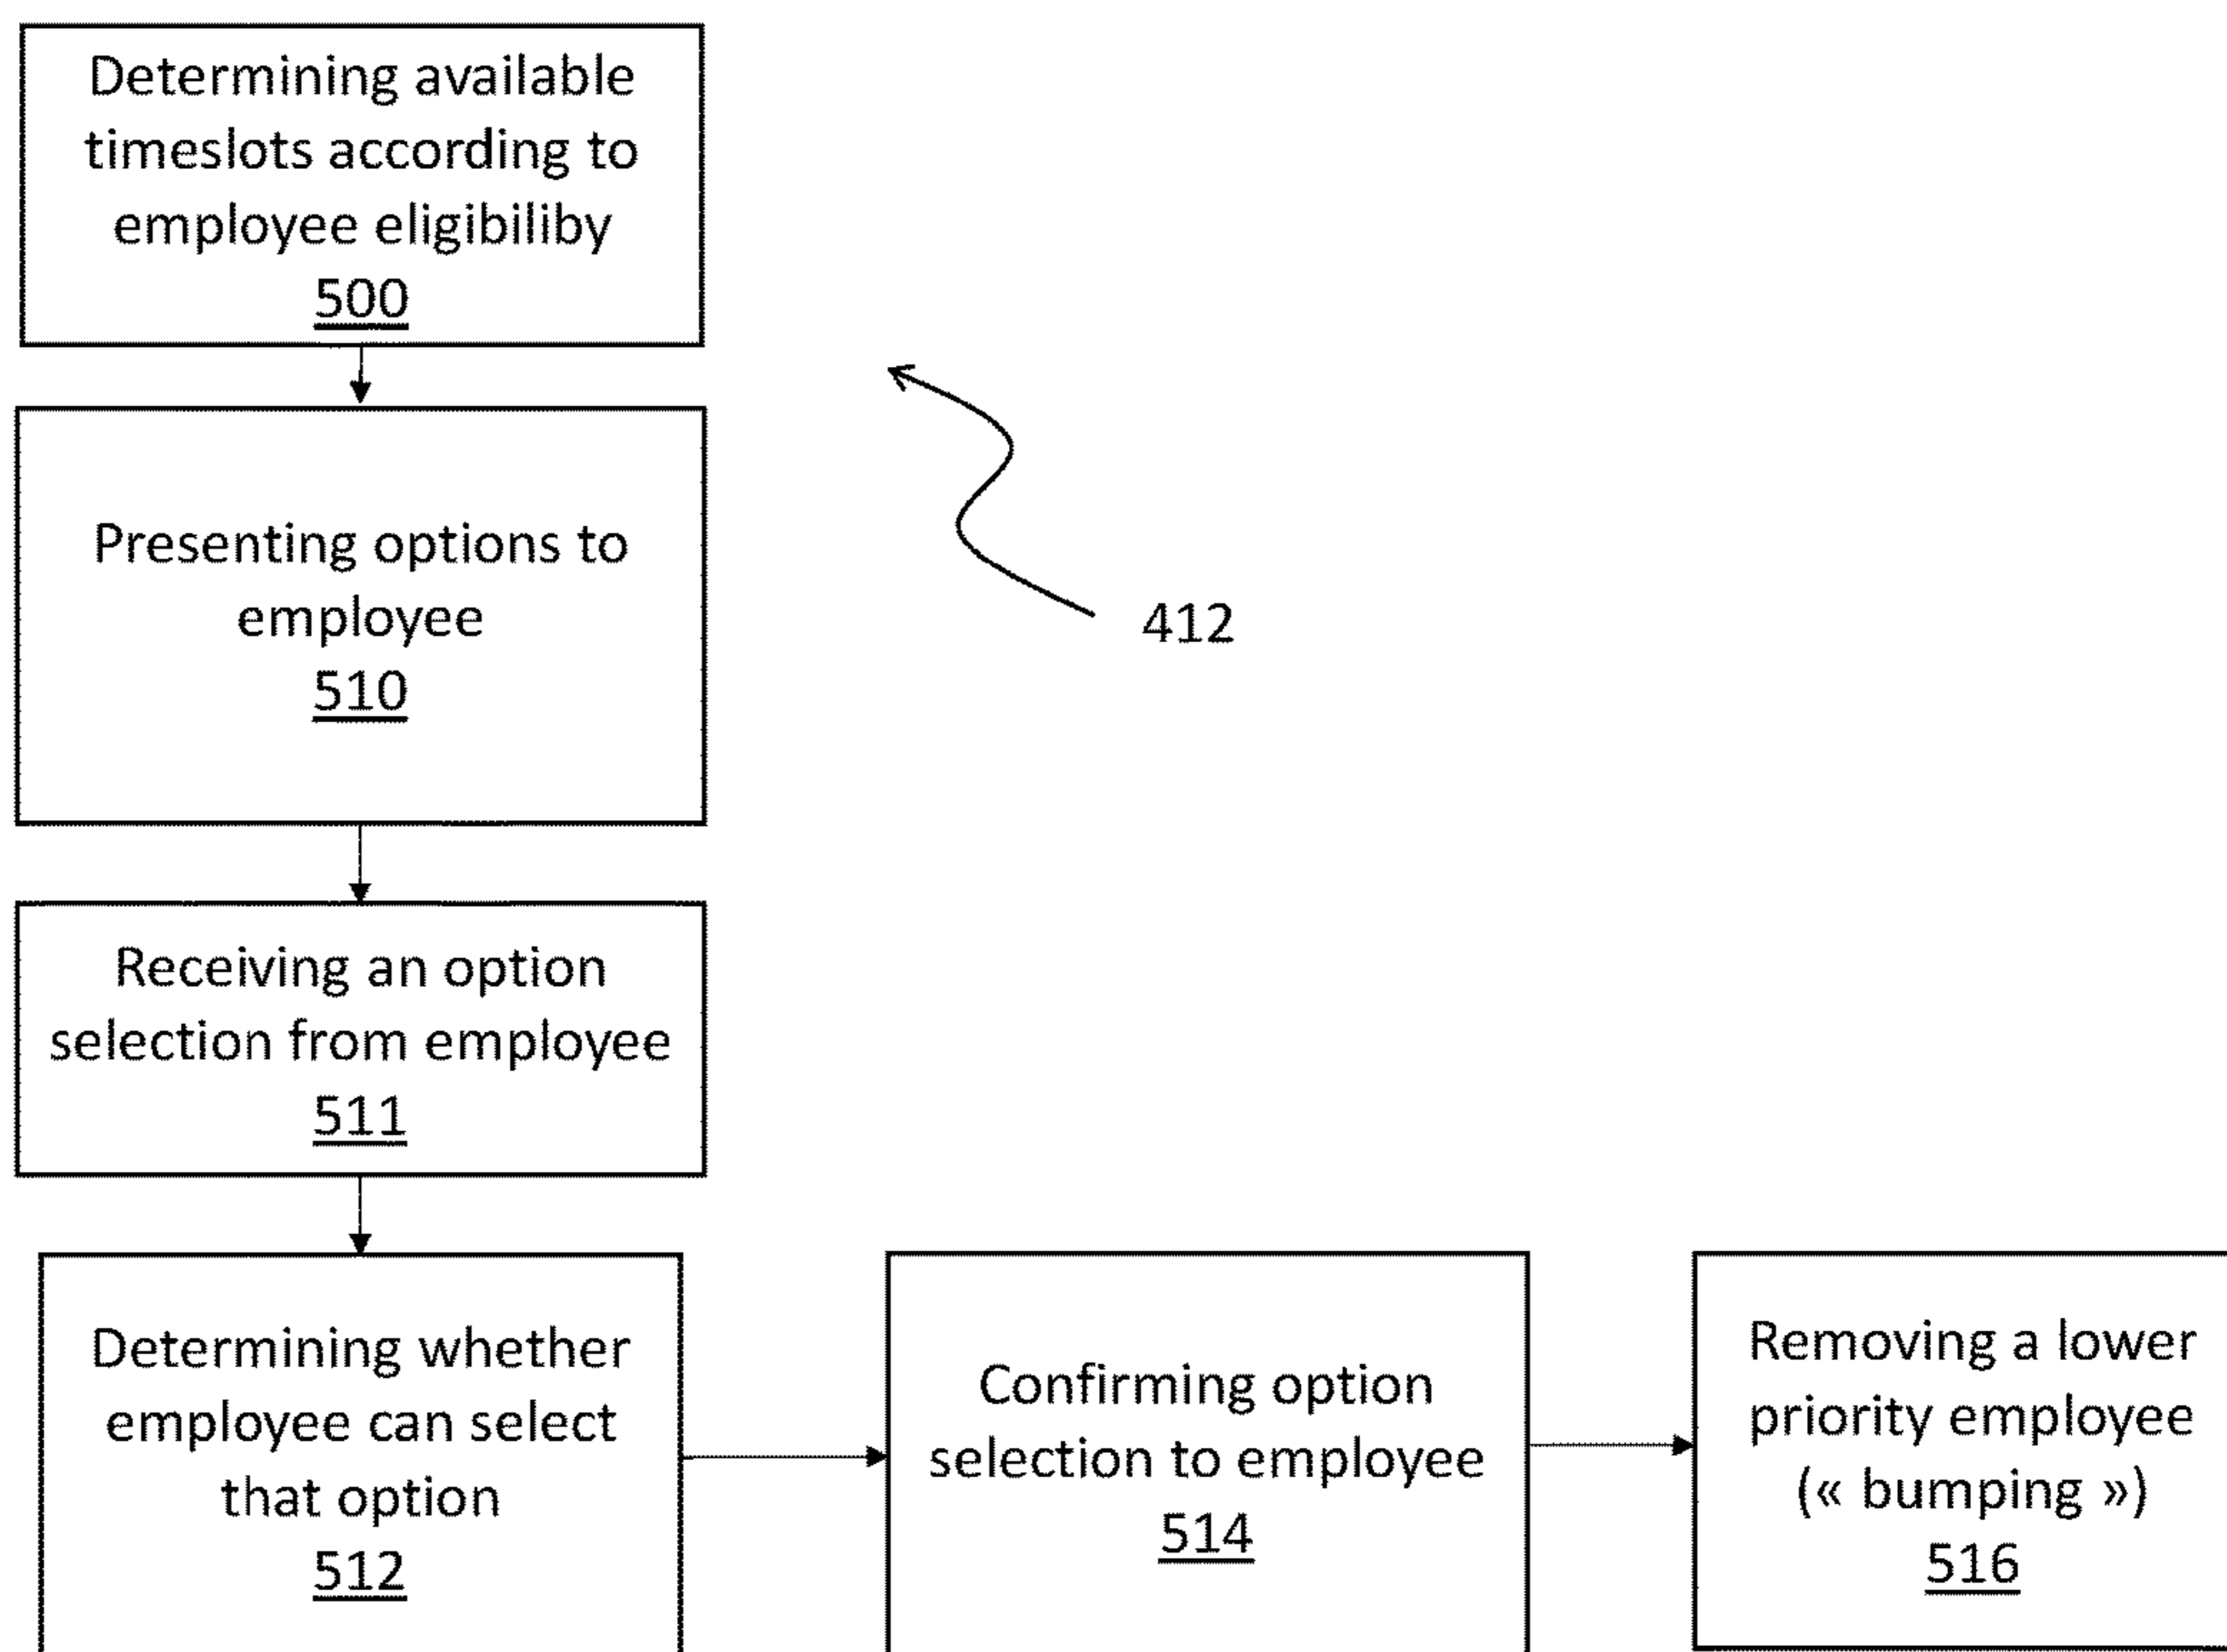 Determining available
timeslots according to
employee eligibiliby
500
Presenting options to
employee
510
412
Receiving an option
selection from employee
511
Determining whether
employee can select
that option
512
Confirming option
selection to employee
514
Removing a lower
priority employee
(« bumping »)
516